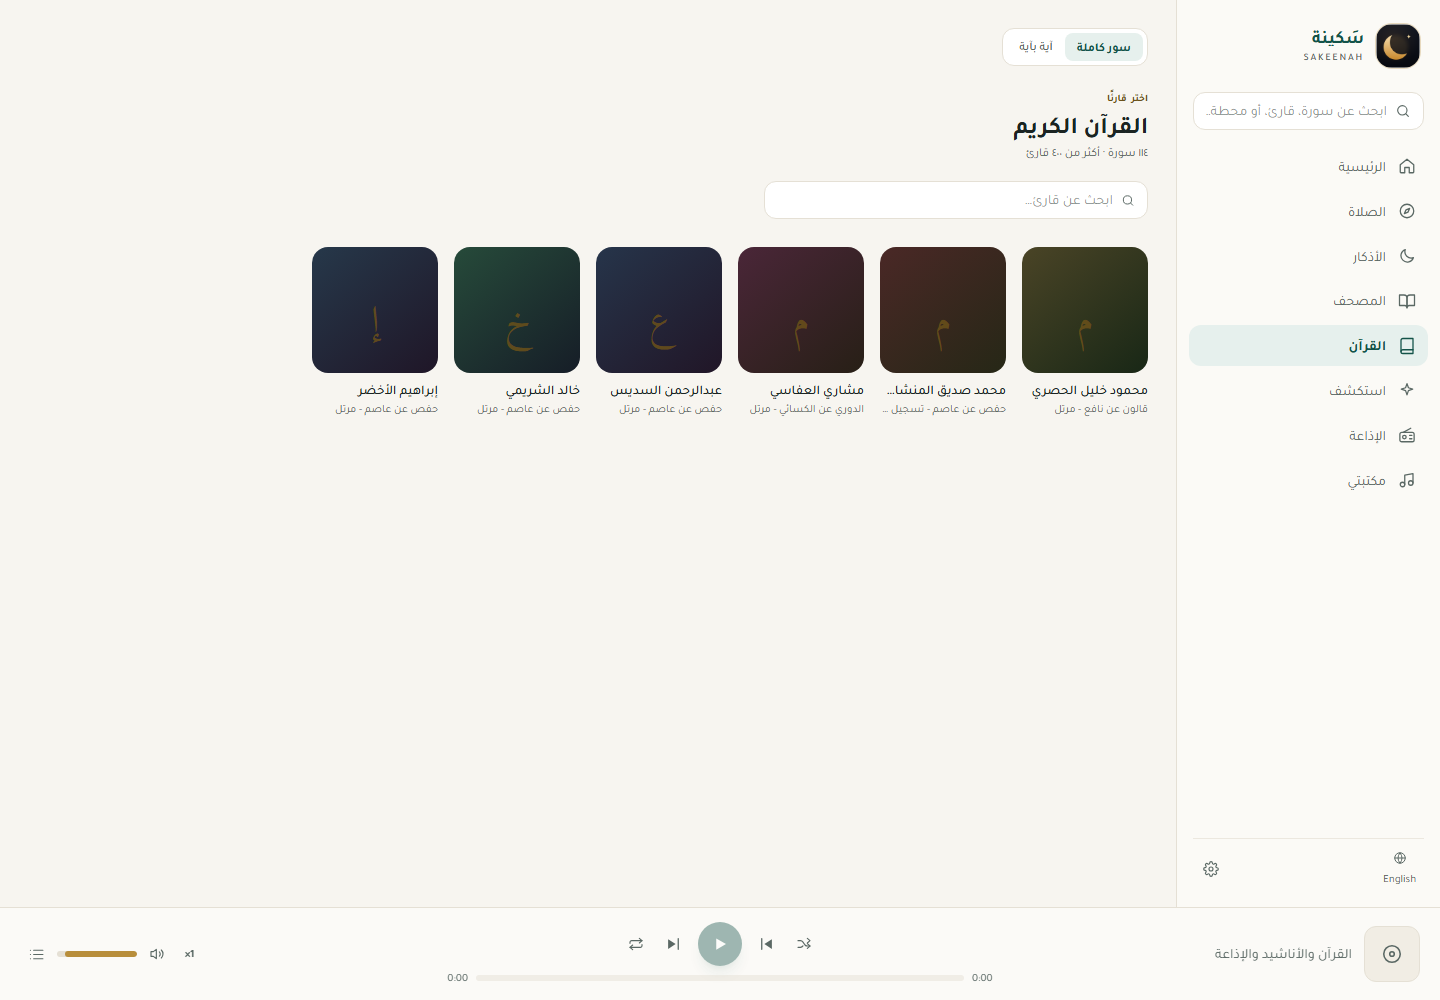 سَكينة
SAKEENAH
ابحث عن سورة، قارئ، أو محطة..
الرئيسية
الصلاة
الأذكار
المصحف
القرآن
استكشف
الإذاعة
مكتبتي
English
سور كاملة
آية بآية
اختر قارئًا
القرآن الكريم
١١٤ سورة · أكثر من ٤٠٠ قارئ
ابحث عن قارئ...
م
م
م
ع
خ
إ
محمود خليل الحصري
قالون عن نافع - مرتل
محمد صديق المنشا...
حفص عن عاصم - تسجيل ...
مشاري العفاسي
الدوري عن الكسائي - مرتل
عبدالرحمن السديس
حفص عن عاصم - مرتل
خالد الشريمي
حفص عن عاصم - مرتل
إبراهيم الأخضر
حفص عن عاصم - مرتل
القرآن والأناشيد والإذاعة
0:00
0:00
x1